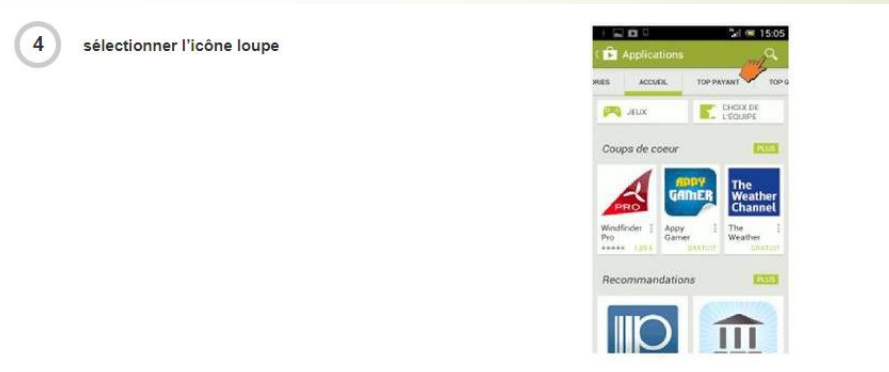 4
sélectionner l'icône loupe
15:05
Applications
RIES ACCUEIL TOP PAYANT TOP G
JEUX
CHOIX DE
L'ÉQUIPE
Coups de coeur PLUS
PRO
APPY
GAMER
The
Weather
Channel
Windfinder
Pro
Appy
Gamer
GRATUIT
The
Weather
GRATUIT
Recommandations PLUS